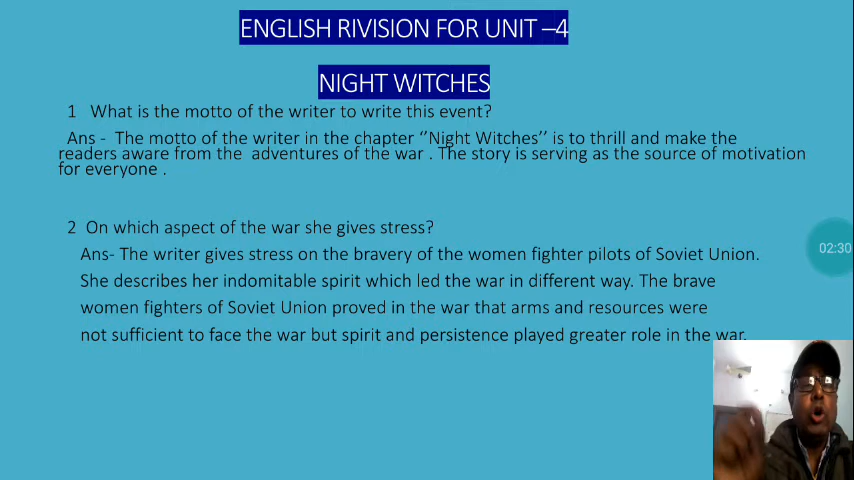 ENGLISH RIVISION FOR UNIT –4
NIGHT WITCHES
1 What is the motto of the writer to write this event?
Ans - The motto of the writer in the chapter ‘’Night Witches’’ is to thrill and make the
readers aware from the adventures of the war . The story is serving as the source of motivation
for everyone .
2 On which aspect of the war she gives stress?
Ans- The writer gives stress on the bravery of the women fighter pilots of Soviet Union.
She describes her indomitable spirit which led the war in different way. The brave
women fighters of Soviet Union proved in the war that arms and resources were
not sufficient to face the war but spirit and persistence played greater role in the war.
02:30